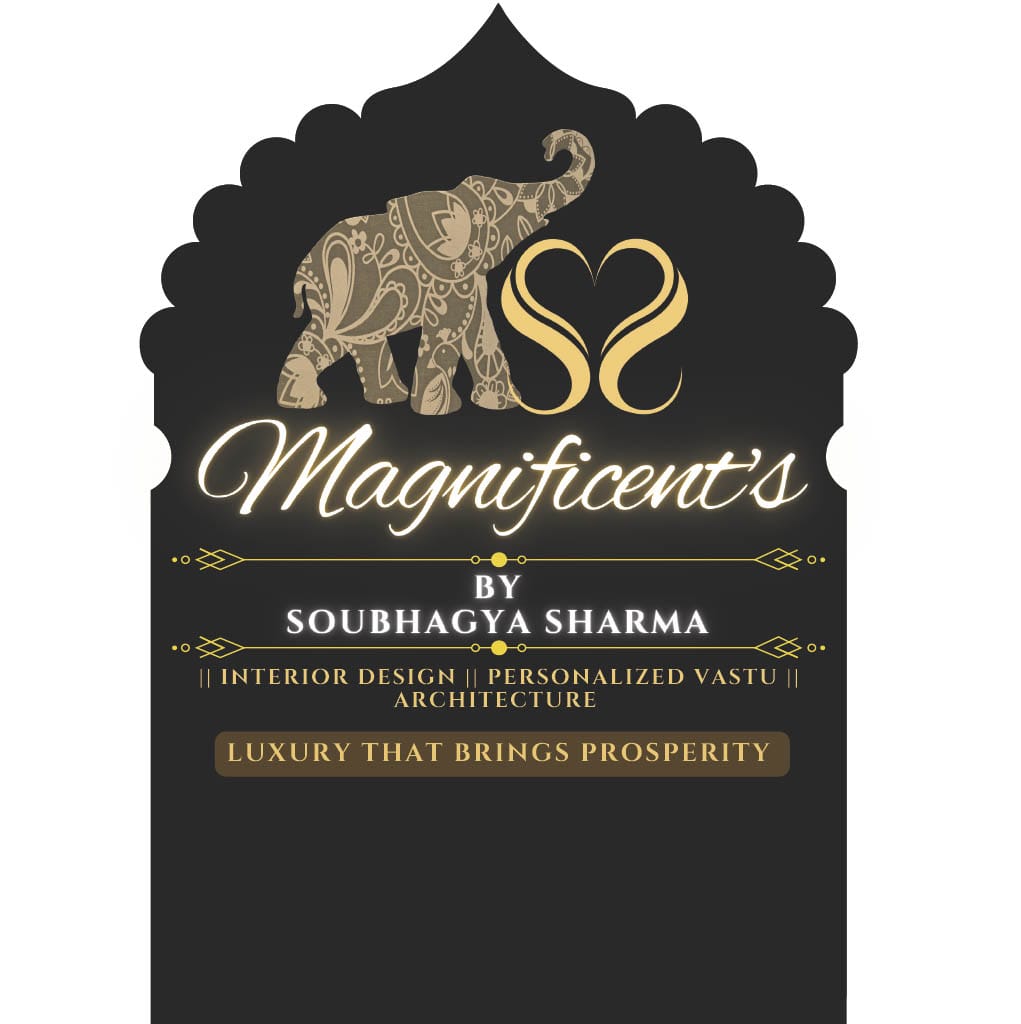 Magnificent's
BY
SOUBHAGYA SHARMA
|| INTERIOR DESIGN || PERSONALIZED VASTU ||
ARCHITECTURE
LUXURY THAT BRINGS PROSPERITY